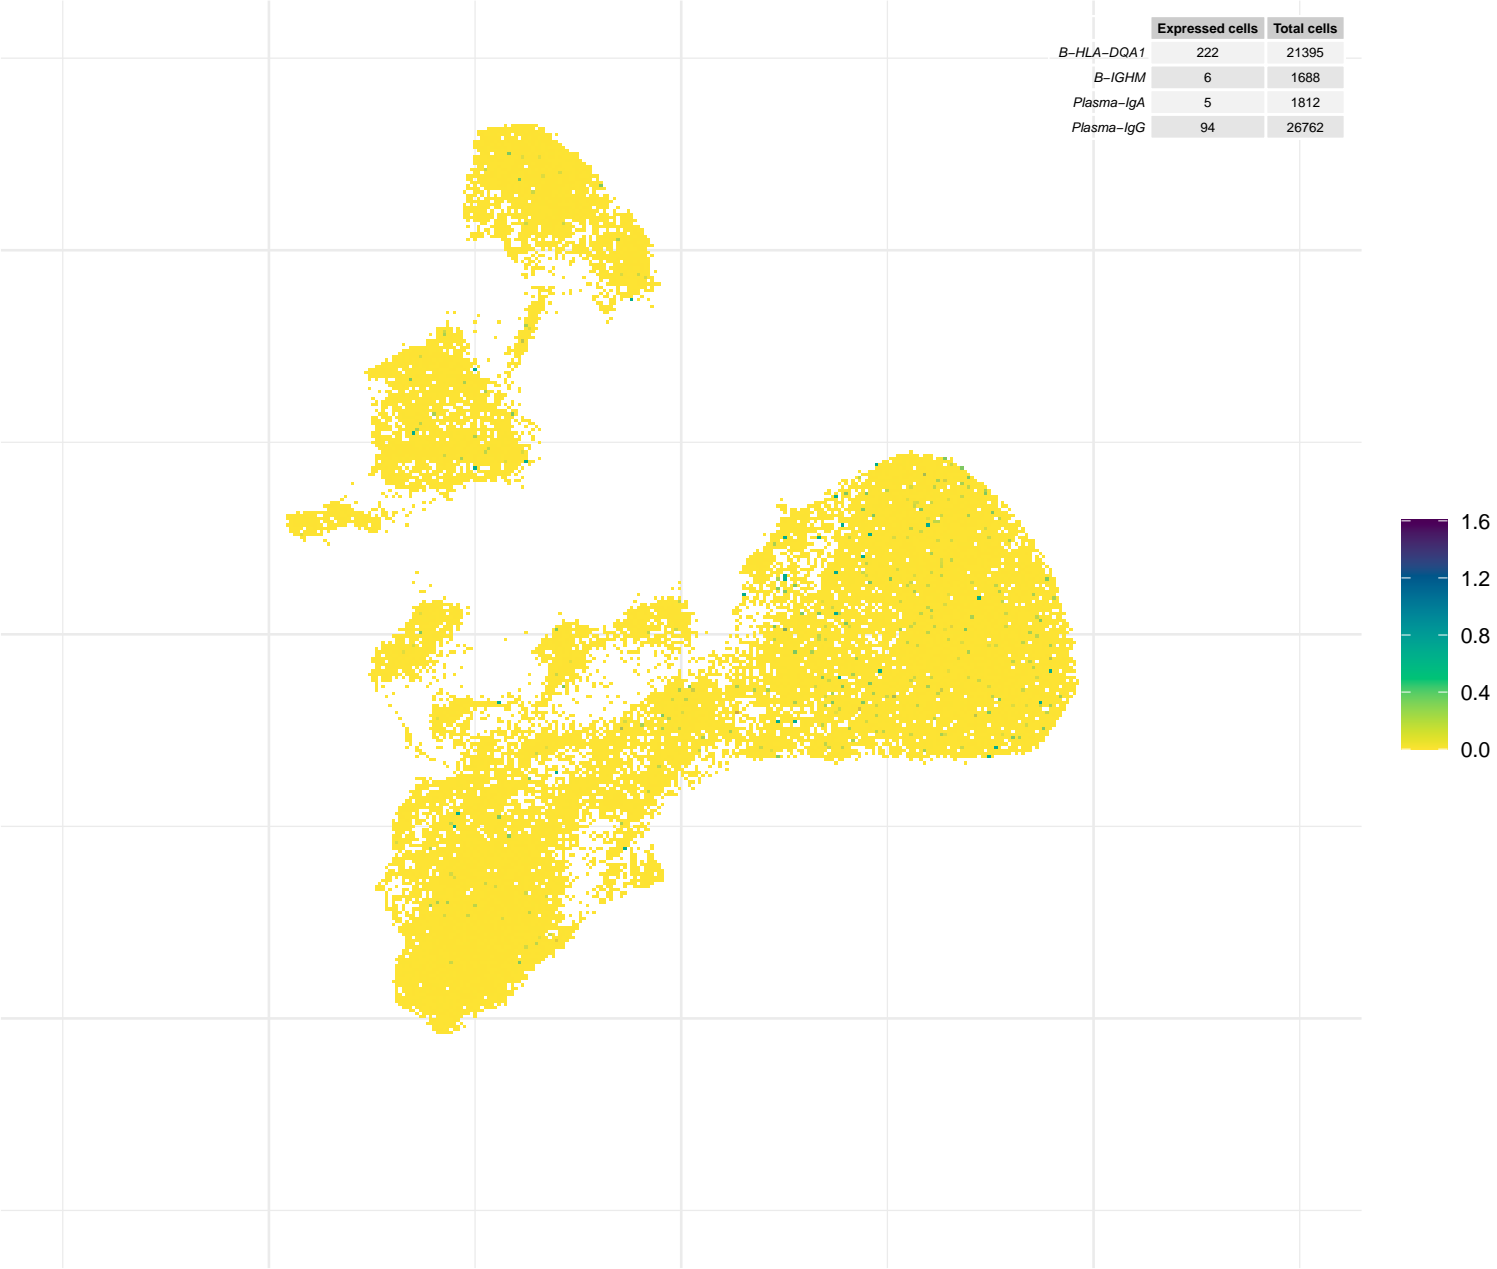 Expressed cells Total cells
B−HLA−DQA1 222 21395
B−IGHM 6 1688
Plasma−IgA 5 1812
Plasma−IgG 94 26762
1.6
1.2
0.8
0.4
0.0